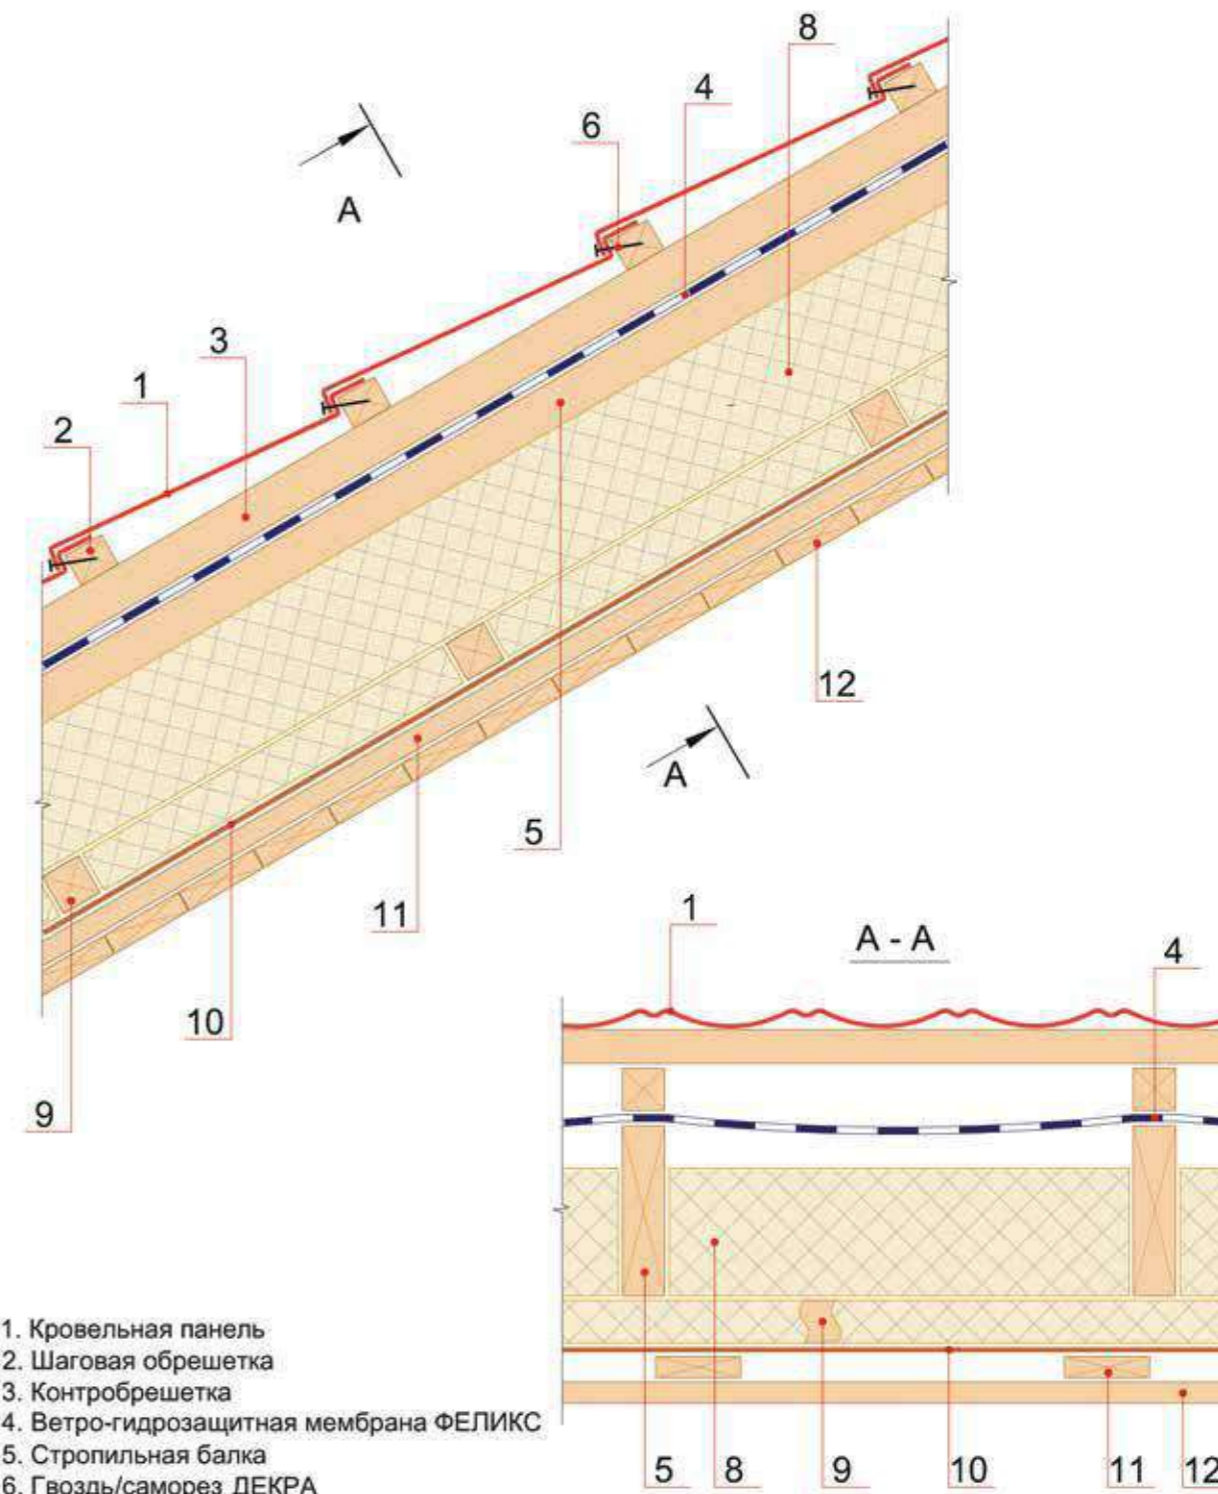 8
4
6
A
3
1
2
12
A
5
11
10
9
1
A - A
4
1. Кровельная панель
2. Шаговая обрешетка
3. Контробрешетка
4. Ветро-гидрозащитная мембрана ФЕЛИКС
5. Стропильная балка
6. Гвоздь/саморез ДЕКРА
5 8 9 10 11 12